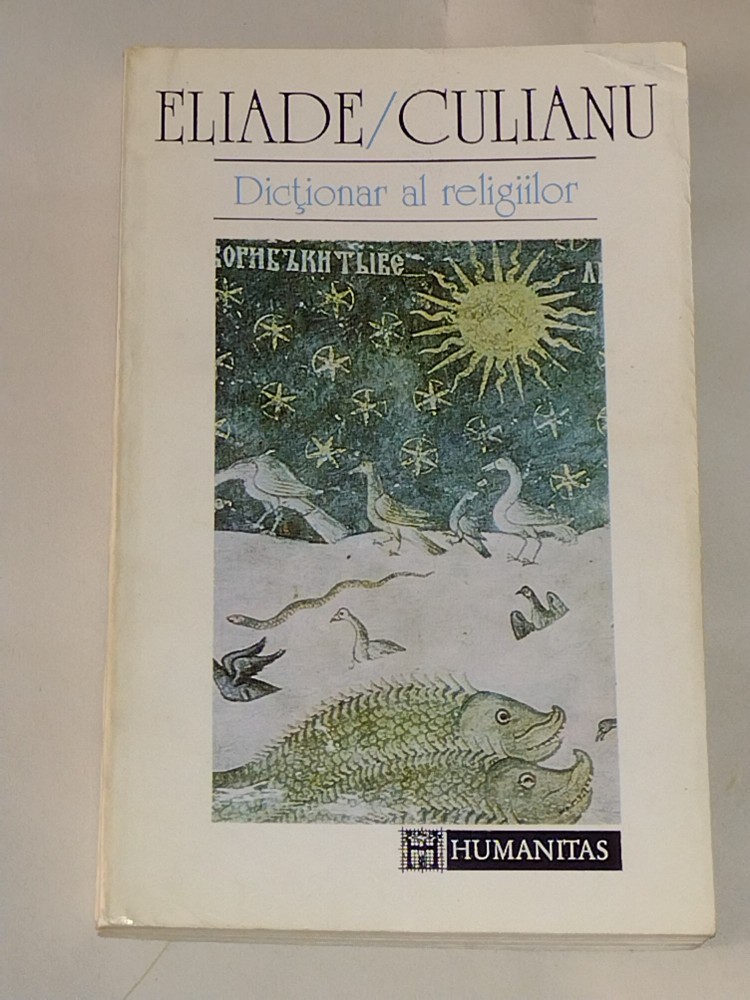 ELIADE/CULIANU
Dicţionar al religiilor
HUMANITAS